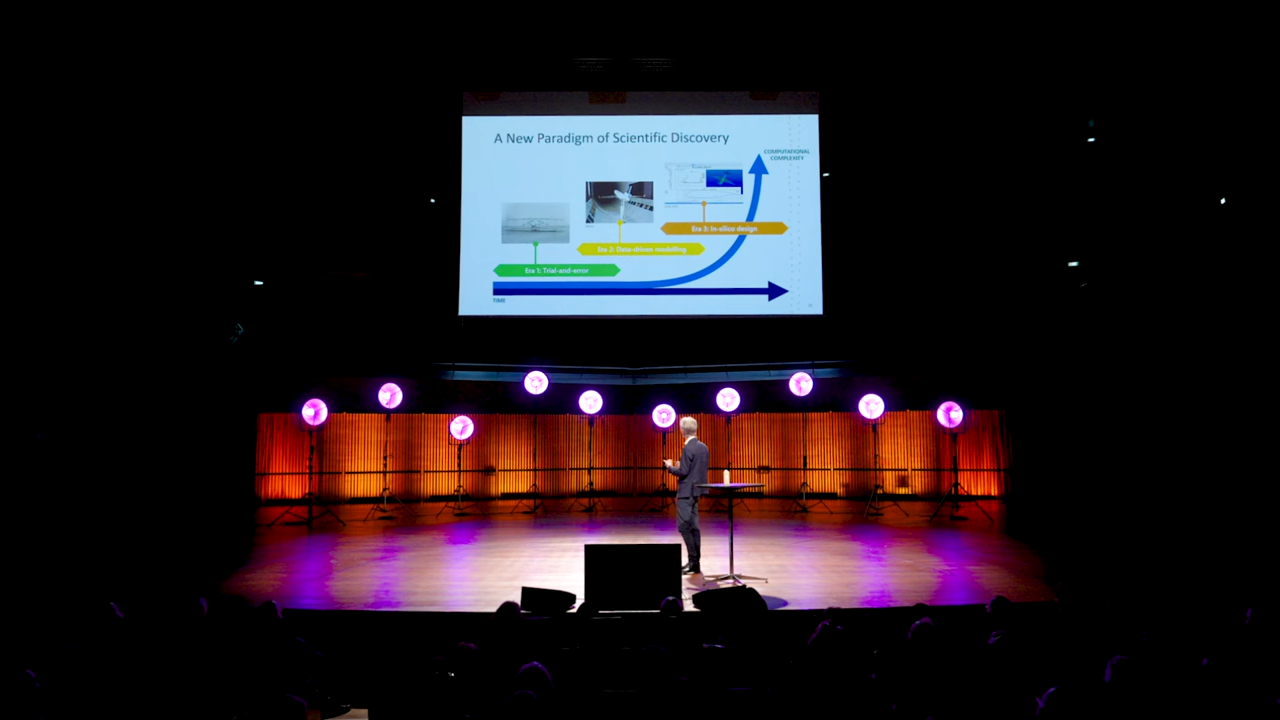 A New Paradigm of Scientific Discovery
COMPUTATIONAL
COMPLEXITY
Era 3: In-silico design
Era 2: Data-driven modelling
Era 1: Trial-and-error
TIME